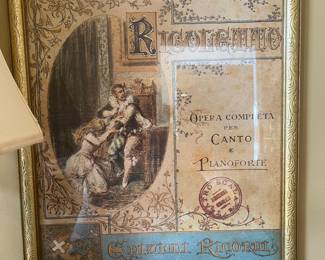 RIGOLETTO
OPERA COMPLETA
PER
CANTO
E
PIANOFORTE
EDIZIONI RICORDI